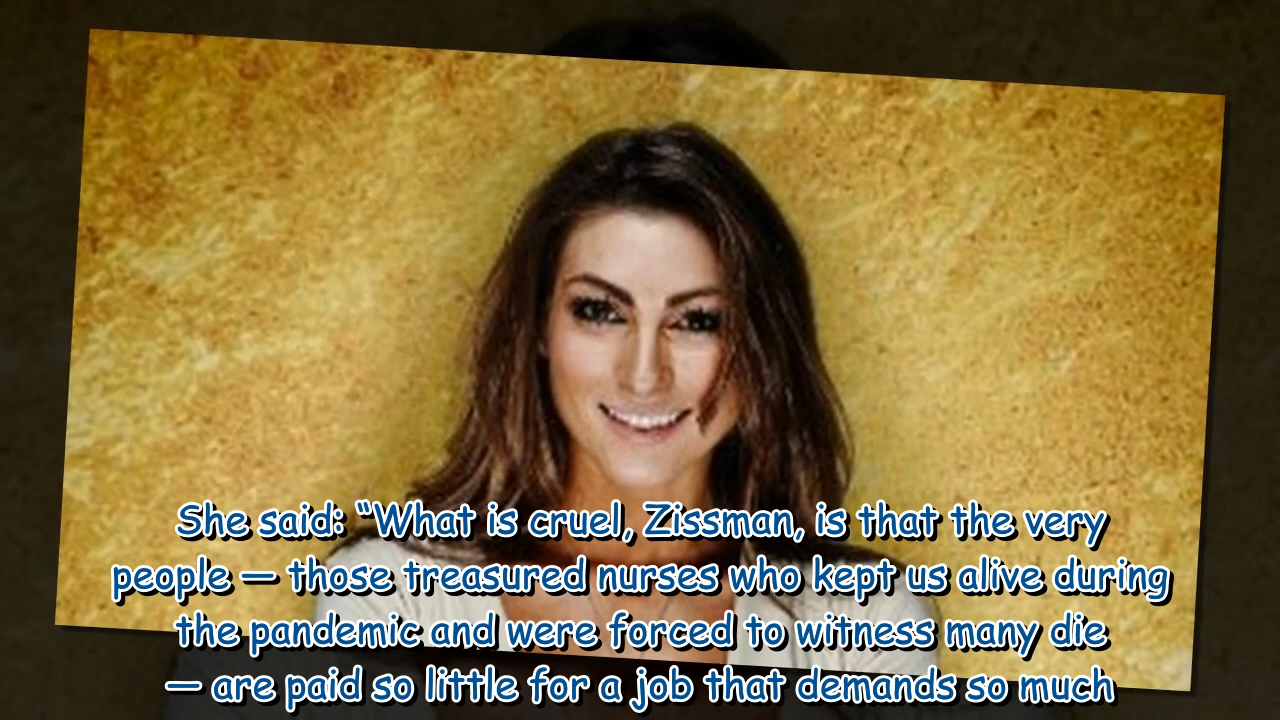 She said: “What is cruel, Zissman, is that the very
people — those treasured nurses who kept us alive during
the pandemic and were forced to witness many die
— are paid so little for a job that demands so much